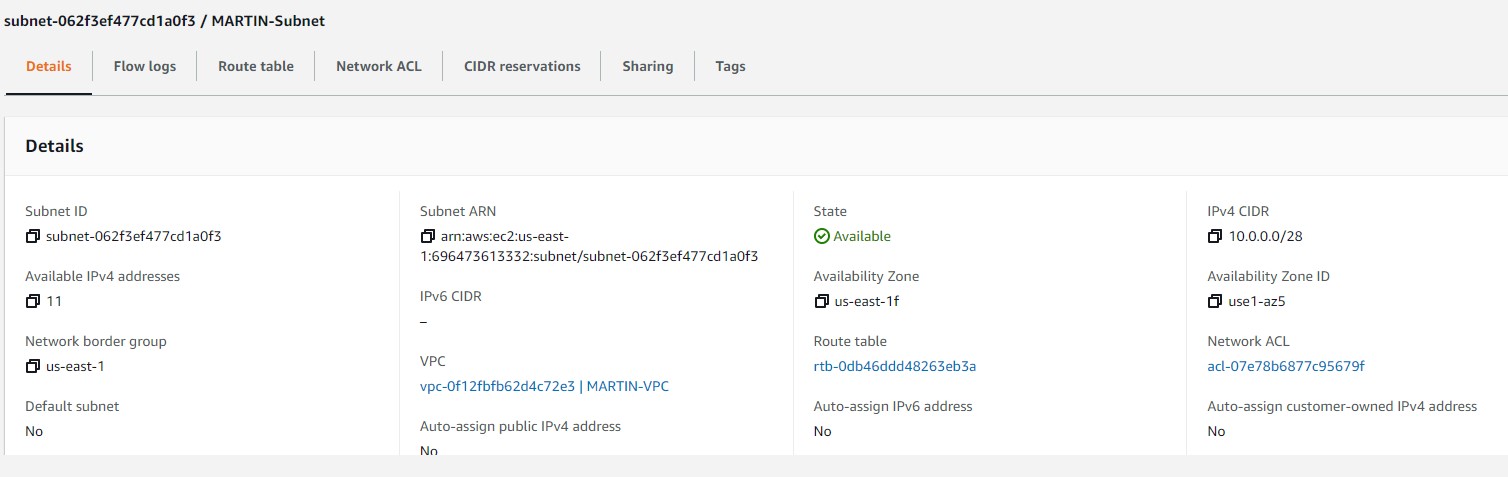 subnet-062f3ef477cd1a0f3 / MARTIN-Subnet
Details
Flow logs
Route table
Network ACL
CIDR reservations
Sharing
Tags
Details
Subnet ID
subnet-062f3ef477cd1a0f3
Available IPv4 addresses
11
Network border group
us-east-1
Default subnet
No
Subnet ARN
arn:aws:ec2:us-east-
1:696473613332:subnet/subnet-062f3ef477cd1a0f3
IPv6 CIDR
–
VPC
vpc-0f12fbfb62d4c72e3 | MARTIN-VPC
Auto-assign public IPv4 address
No
State
Available
Availability Zone
us-east-1f
Route table
rtb-0db46ddd48263eb3a
Auto-assign IPv6 address
No
IPv4 CIDR
10.0.0.0/28
Availability Zone ID
use1-az5
Network ACL
acl-07e78b6877c95679f
Auto-assign customer-owned IPv4 address
No